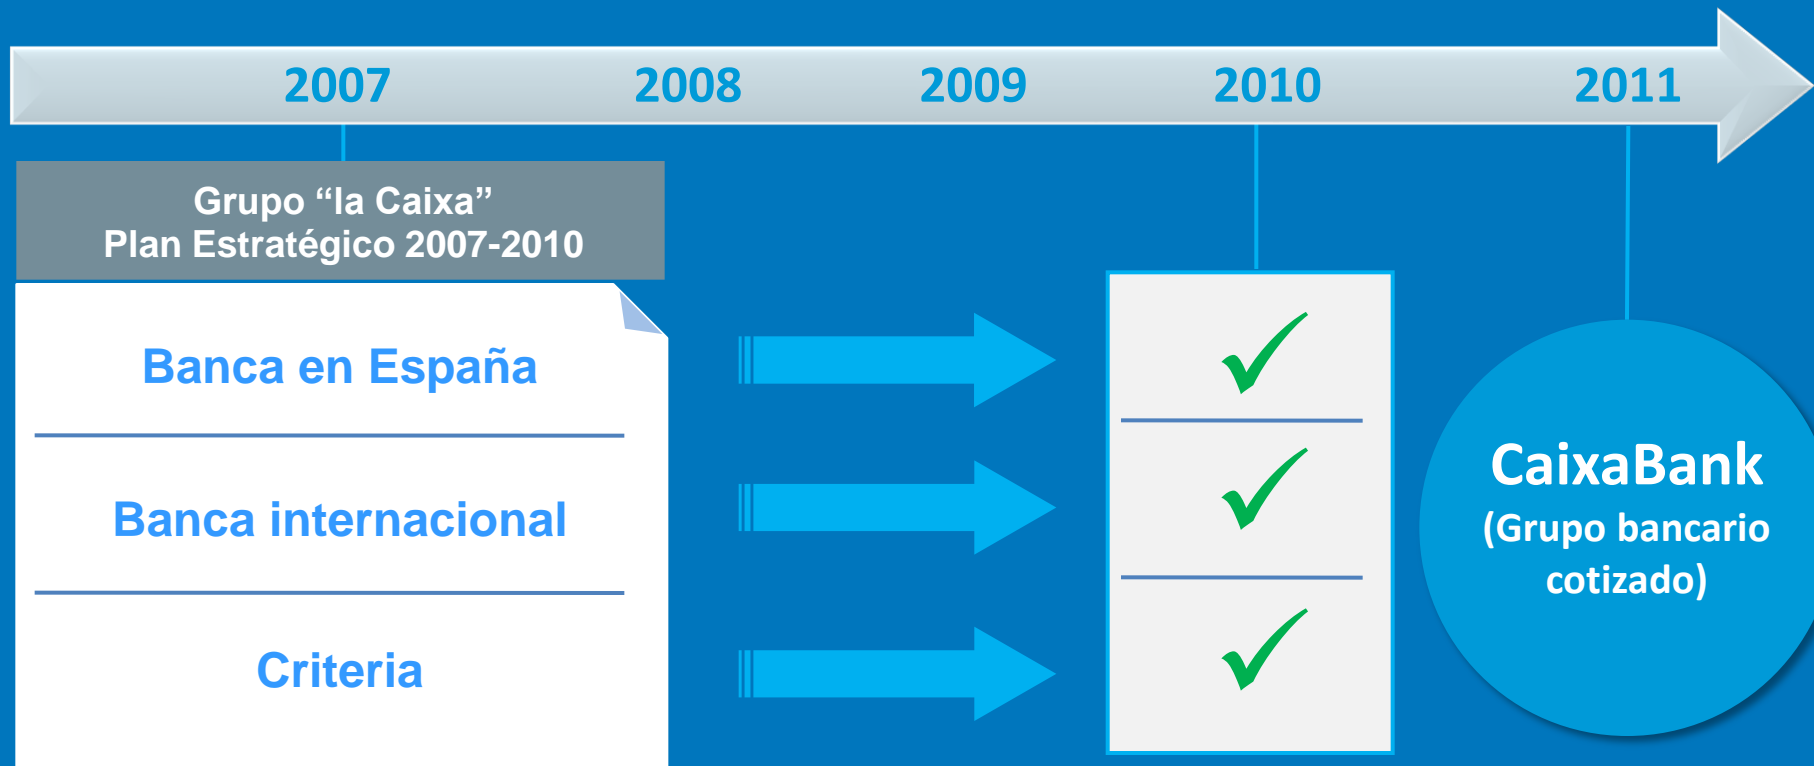 2007 2008 2009 2010 2011
Grupo “la Caixa”
Plan Estratégico 2007-2010
Banca en España
Banca internacional
Criteria
CaixaBank
(Grupo bancario
cotizado)